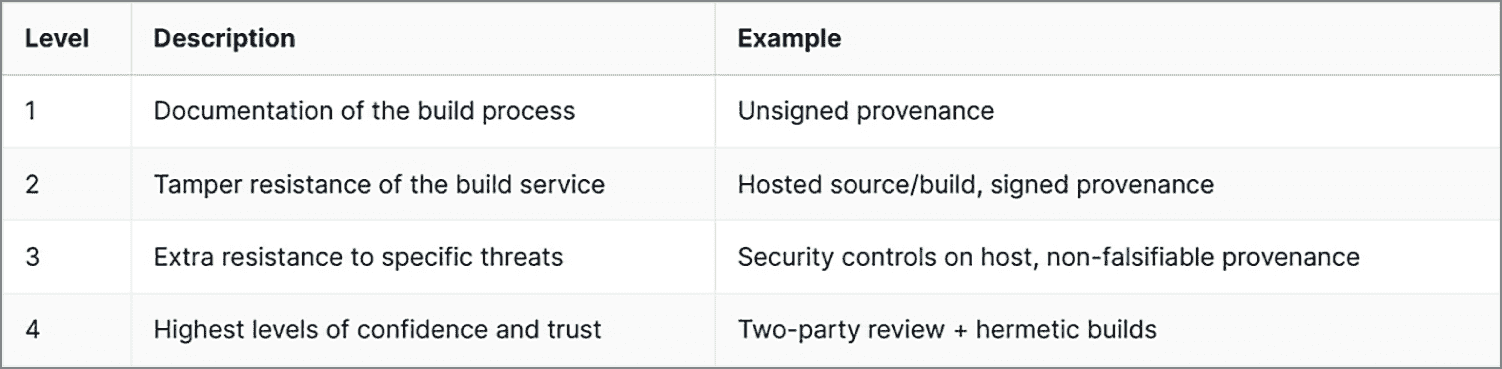 Level Description Example
1 Documentation of the build process Unsigned provenance
2 Tamper resistance of the build service Hosted source/build, signed provenance
3 Extra resistance to specific threats Security controls on host, non-falsifiable provenance
4 Highest levels of confidence and trust Two-party review + hermetic builds